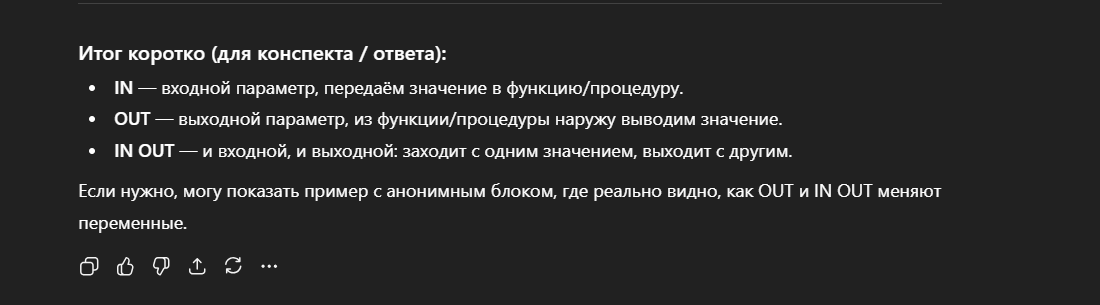 Итог коротко (для конспекта / ответа):
• IN — входной параметр, передаём значение в функцию/процедуру.
• OUT — выходной параметр, из функции/процедуры наружу выводим значение.
• IN OUT — и входной, и выходной: заходит с одним значением, выходит с другим.
Если нужно, могу показать пример с анонимным блоком, где реально видно, как OUT и IN OUT меняют
переменные.